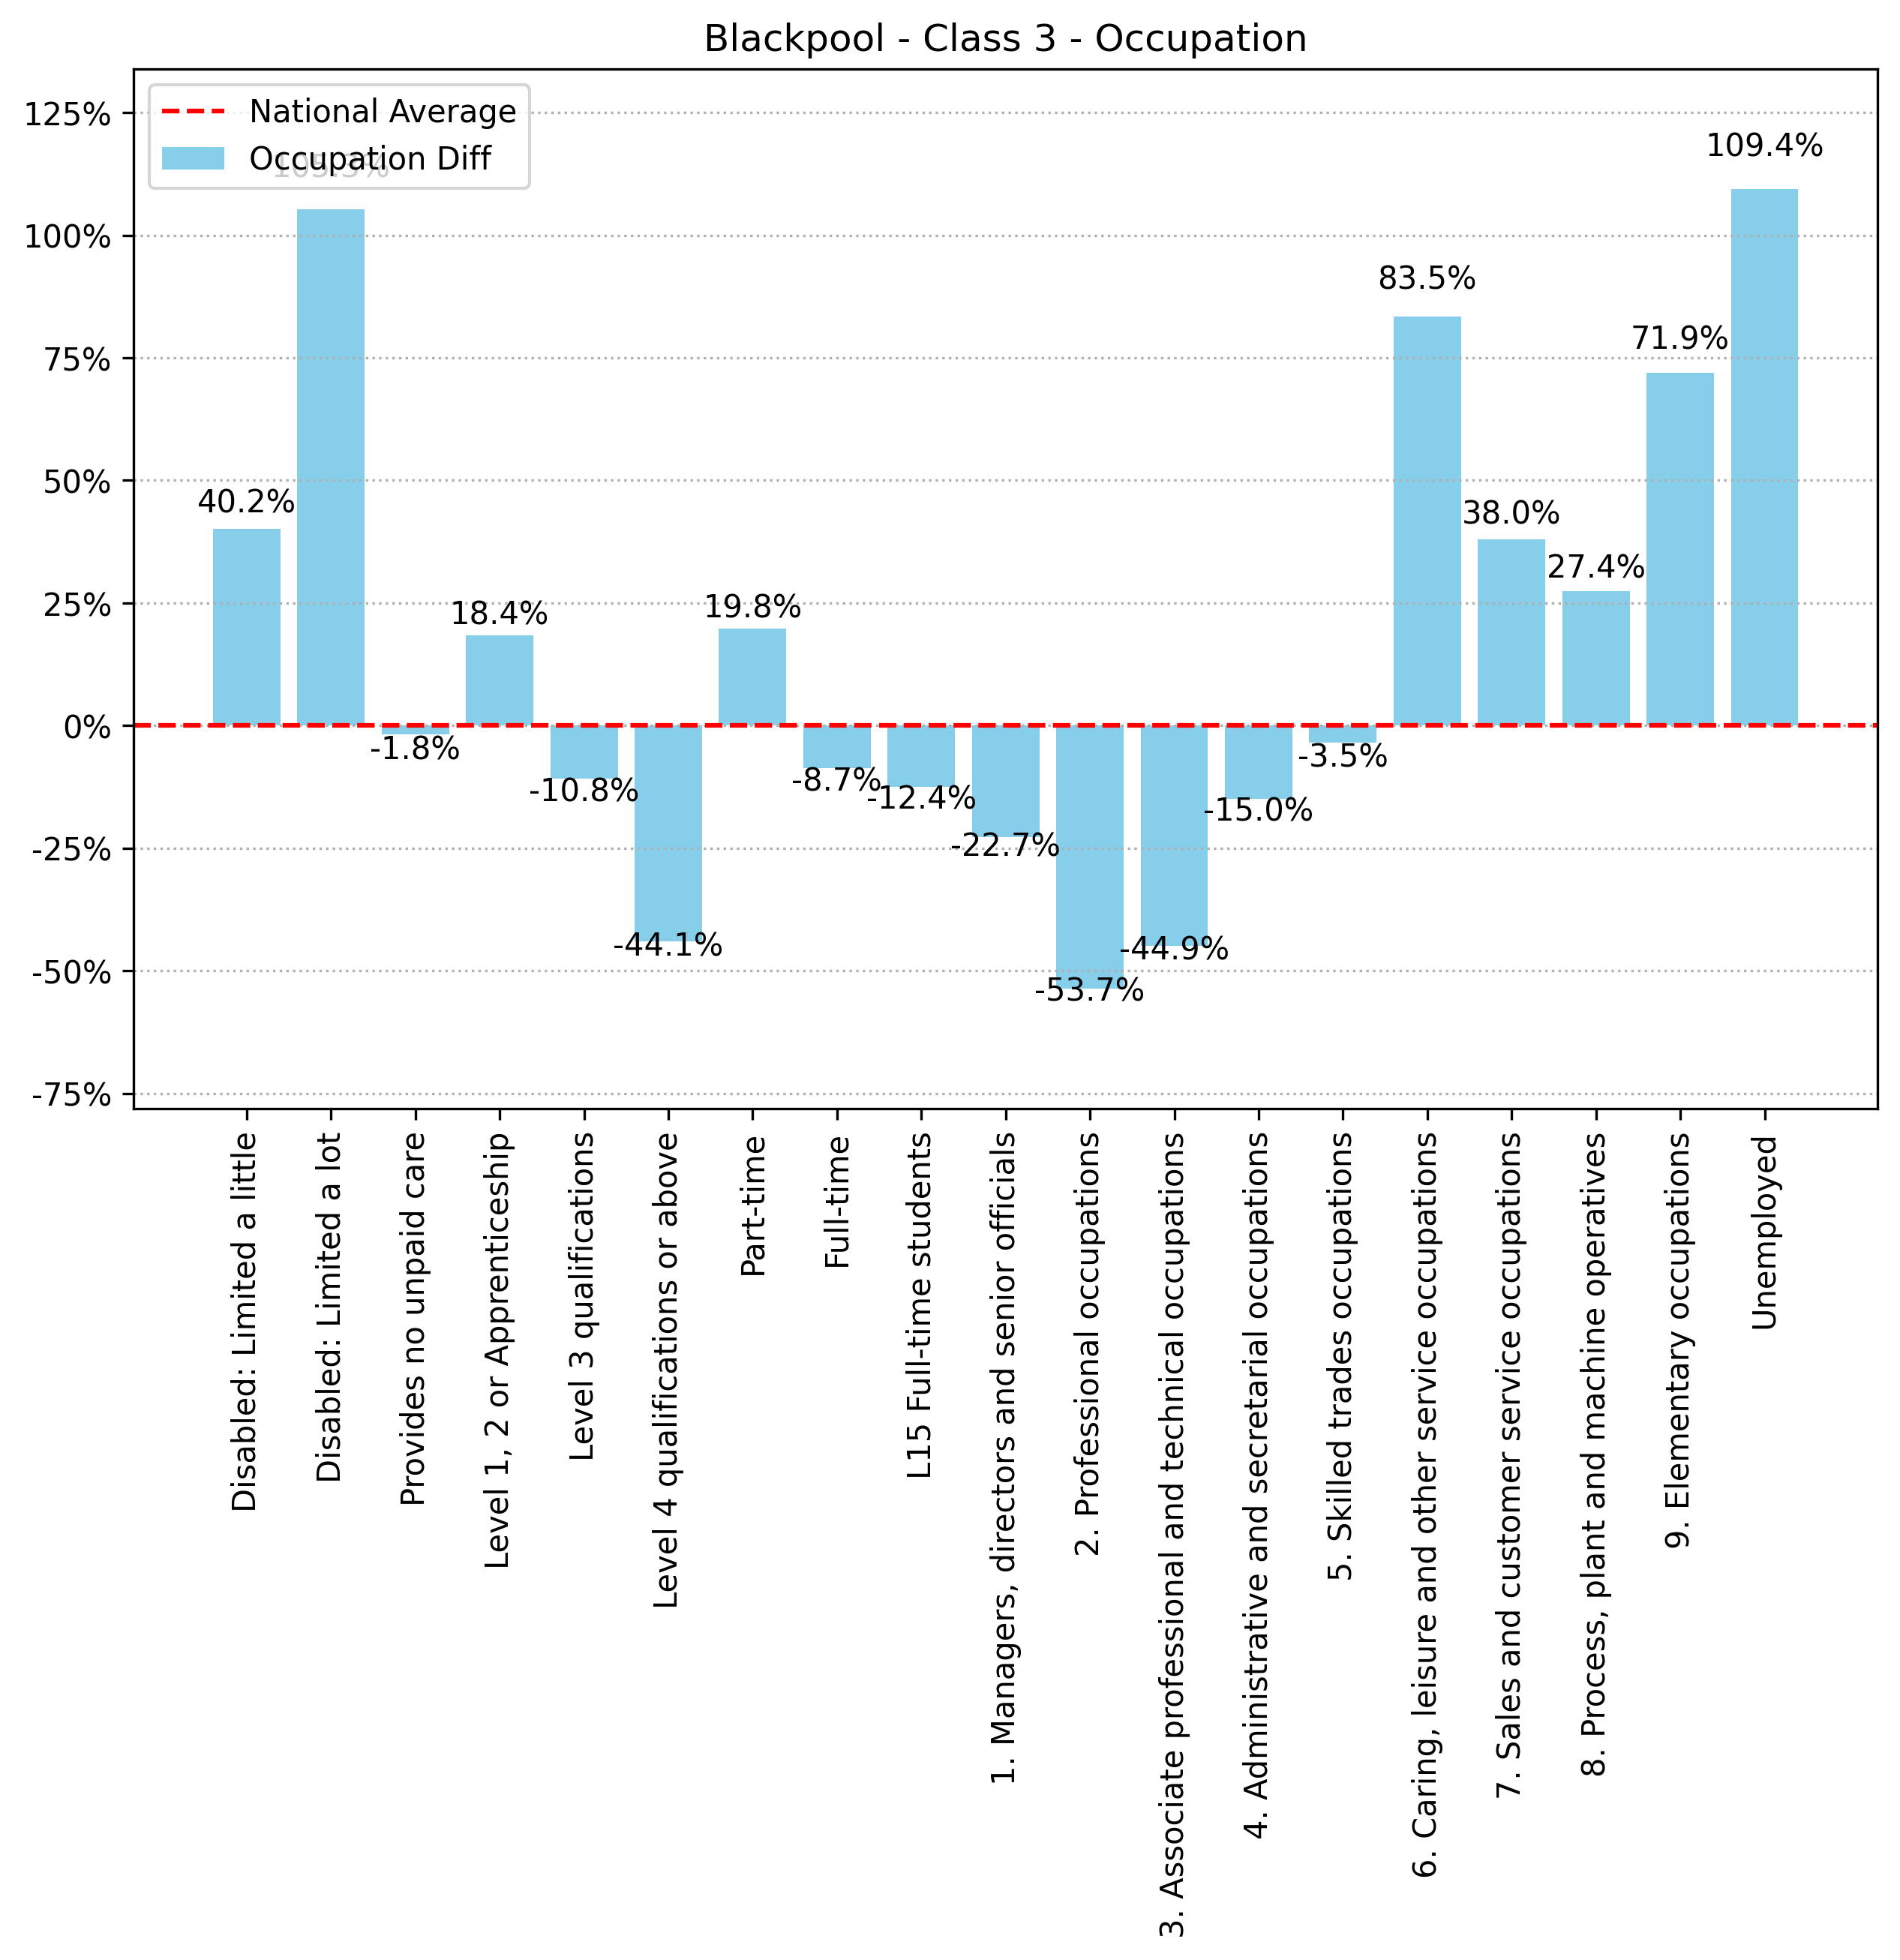 Blackpool - Class 3 - Occupation
National Average
Occupation Diff
125%
100%
75%
50%
25%
0%
-25%
-50%
-75%
40.2%
105.3%
-1.8%
18.4%
-10.8%
-44.1%
19.8%
-8.7%
-12.4%
-22.7%
-53.7%
-44.9%
-15.0%
-3.5%
83.5%
38.0%
27.4%
71.9%
109.4%
Disabled: Limited a little
Disabled: Limited a lot
Provides no unpaid care
Level 1, 2 or Apprenticeship
Level 3 qualifications
Level 4 qualifications or above
Part-time
Full-time
L15 Full-time students
1. Managers, directors and senior officials
2. Professional occupations
3. Associate professional and technical occupations
4. Administrative and secretarial occupations
5. Skilled trades occupations
6. Caring, leisure and other service occupations
7. Sales and customer service occupations
8. Process, plant and machine operatives
9. Elementary occupations
Unemployed